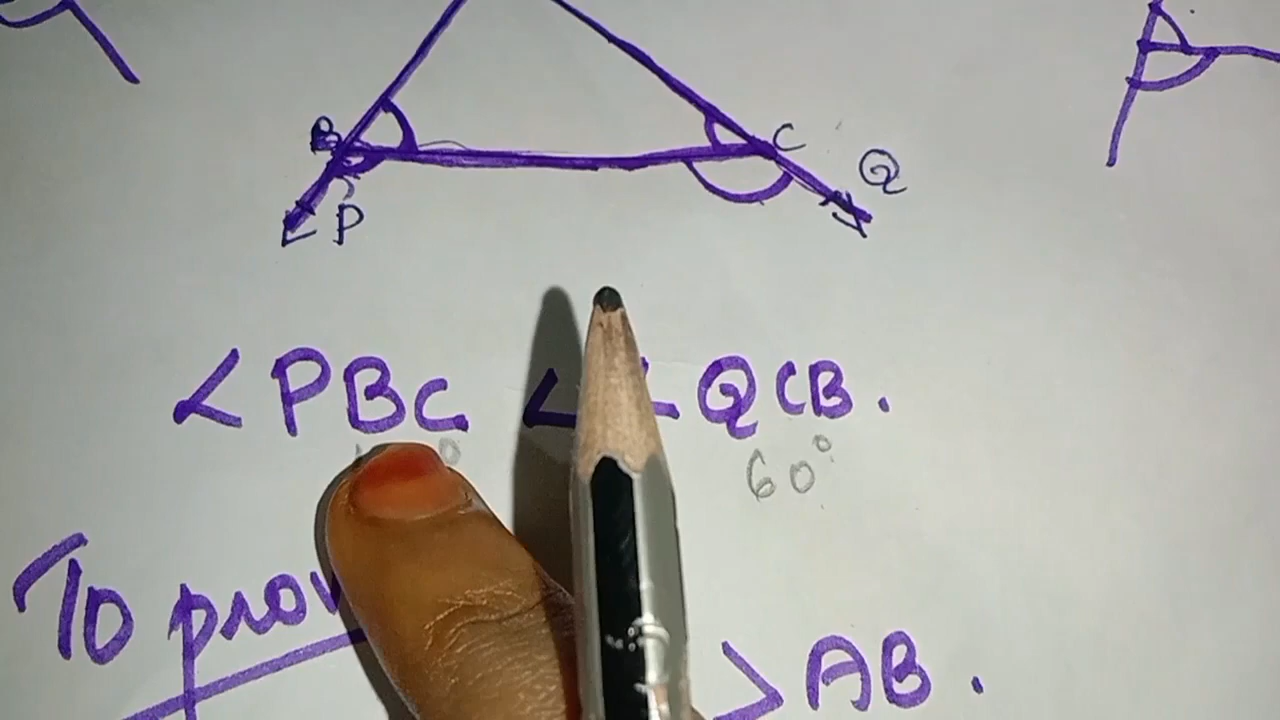 B
C
Q
P
<PBC < ∠QCB.
60°
To prov
> AB.